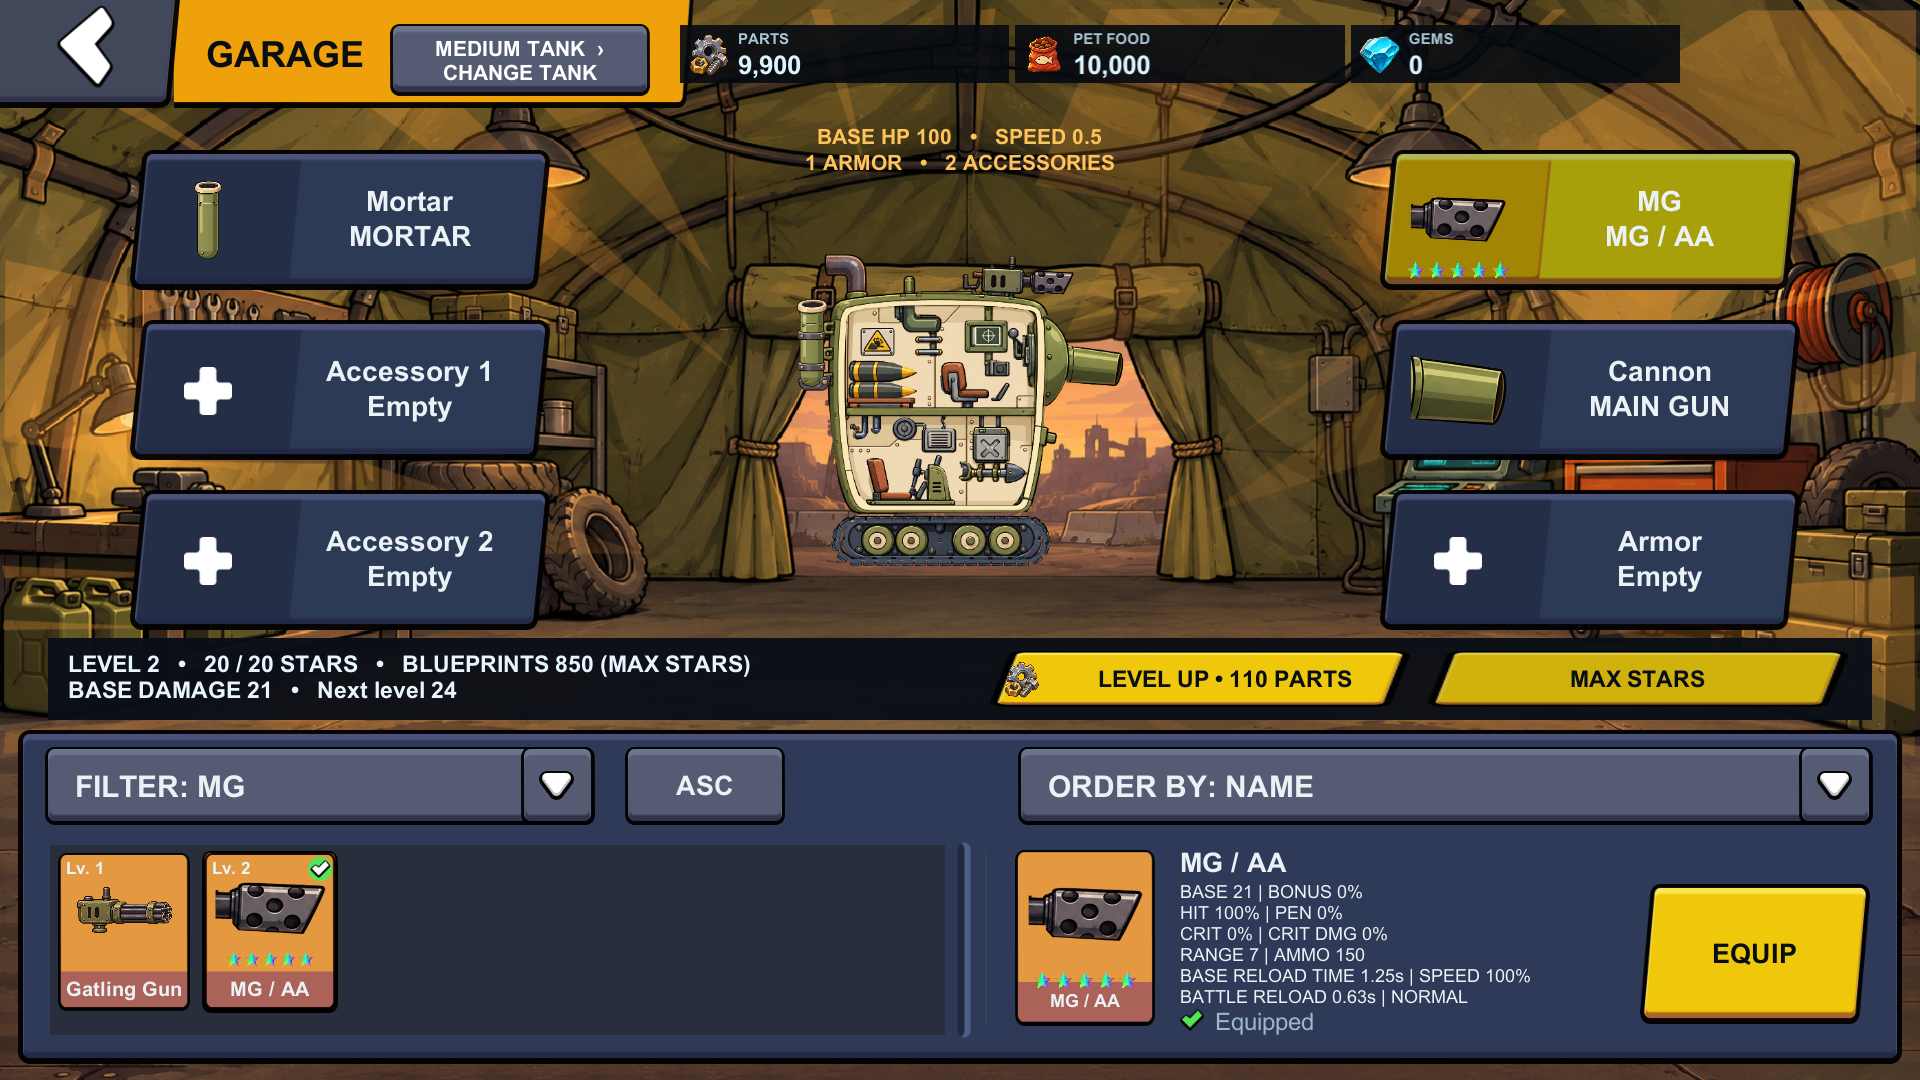 GARAGE
MEDIUM TANK ›
CHANGE TANK
PARTS
9,900
PET FOOD
10,000
GEMS
0
BASE HP 100 • SPEED 0.5
1 ARMOR • 2 ACCESSORIES
Mortar
MORTAR
Accessory 1
Empty
Accessory 2
Empty
MG
MG / AA
Cannon
MAIN GUN
Armor
Empty
LEVEL 2 • 20 / 20 STARS • BLUEPRINTS 850 (MAX STARS)
BASE DAMAGE 21 • Next level 24
LEVEL UP • 110 PARTS
MAX STARS
FILTER: MG
ASC
ORDER BY: NAME
Lv. 1
Gatling Gun
Lv. 2
MG / AA
MG / AA
MG / AA
BASE 21 | BONUS 0%
HIT 100% | PEN 0%
CRIT 0% | CRIT DMG 0%
RANGE 7 | AMMO 150
BASE RELOAD TIME 1.25s | SPEED 100%
BATTLE RELOAD 0.63s | NORMAL
Equipped
EQUIP